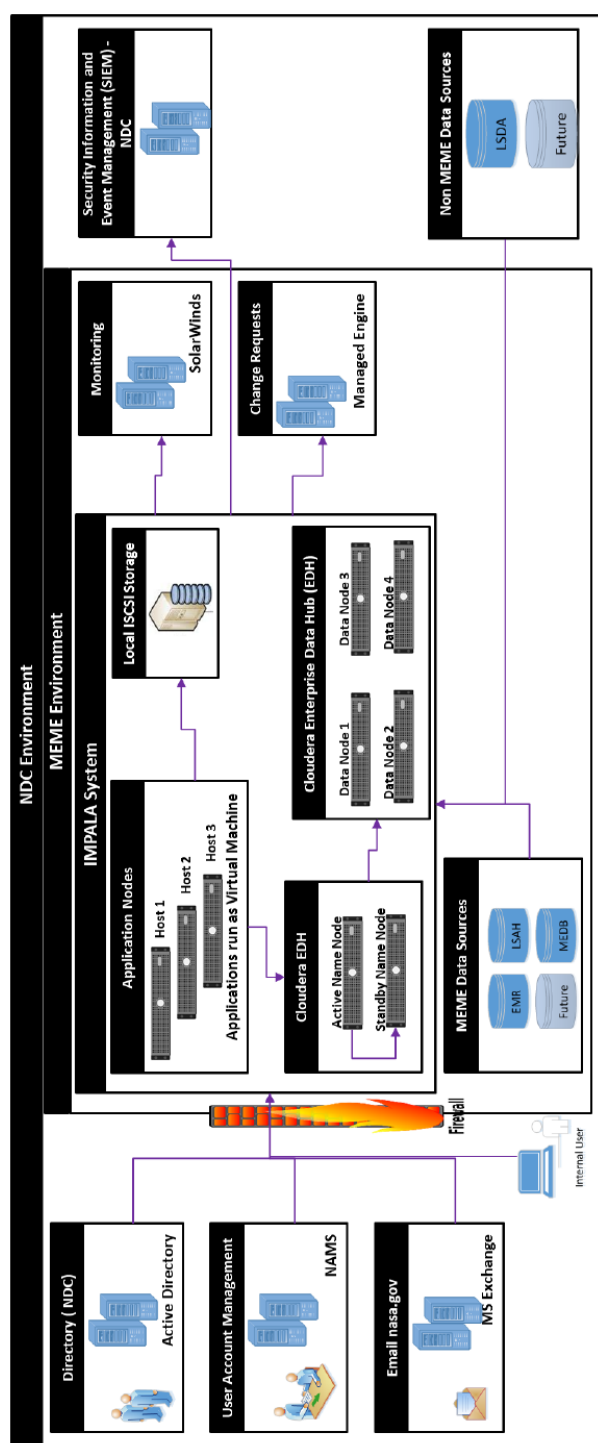 NDC Environment
MEME Environment
IMPALA System
Directory ( NDC)
Active Directory
User Account Management
NAMS
Email nasa.gov
MS Exchange
Internal User
Firewall
Application Nodes
Host 1
Host 2
Host 3
Applications run as Virtual Machine
Local ISCSI Storage
Cloudera EDH
Active Name Node
Standby Name Node
Cloudera Enterprise Data Hub (EDH)
Data Node 1
Data Node 3
Data Node 2
Data Node 4
MEME Data Sources
EMR
LSAH
Future
MEDB
Monitoring
SolarWinds
Change Requests
Managed Engine
Security Information and
Event Management (SIEM) -
NDC
Non MEME Data Sources
LSDA
Future